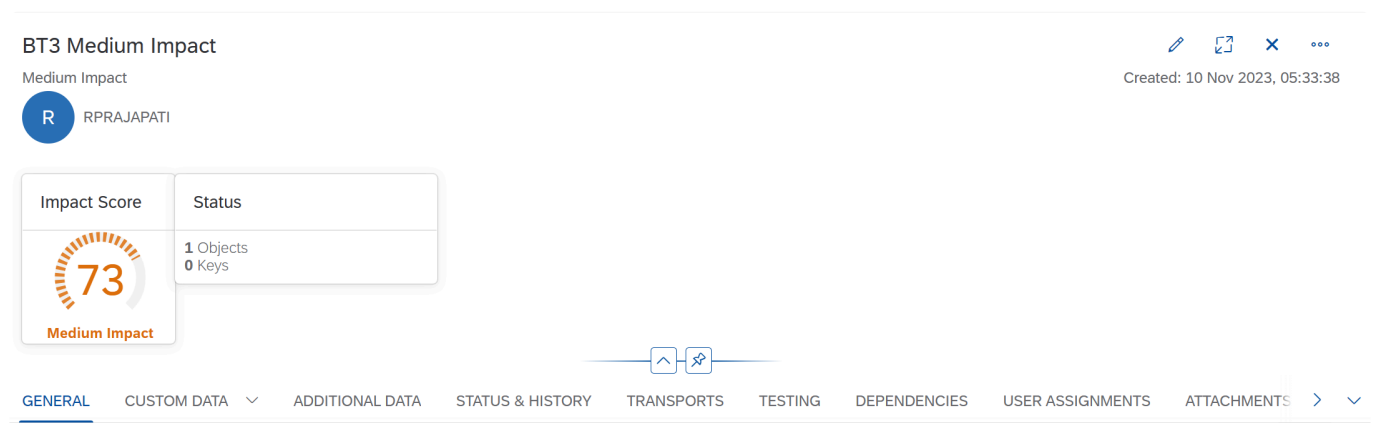 BT3 Medium Impact
Medium Impact
Created: 10 Nov 2023, 05:33:38
R
RPRAJAPATI
Impact Score
Status
1 Objects
0 Keys
73
Medium Impact
GENERAL CUSTOM DATA ADDITIONAL DATA STATUS & HISTORY TRANSPORTS TESTING DEPENDENCIES USER ASSIGNMENTS ATTACHMENTS